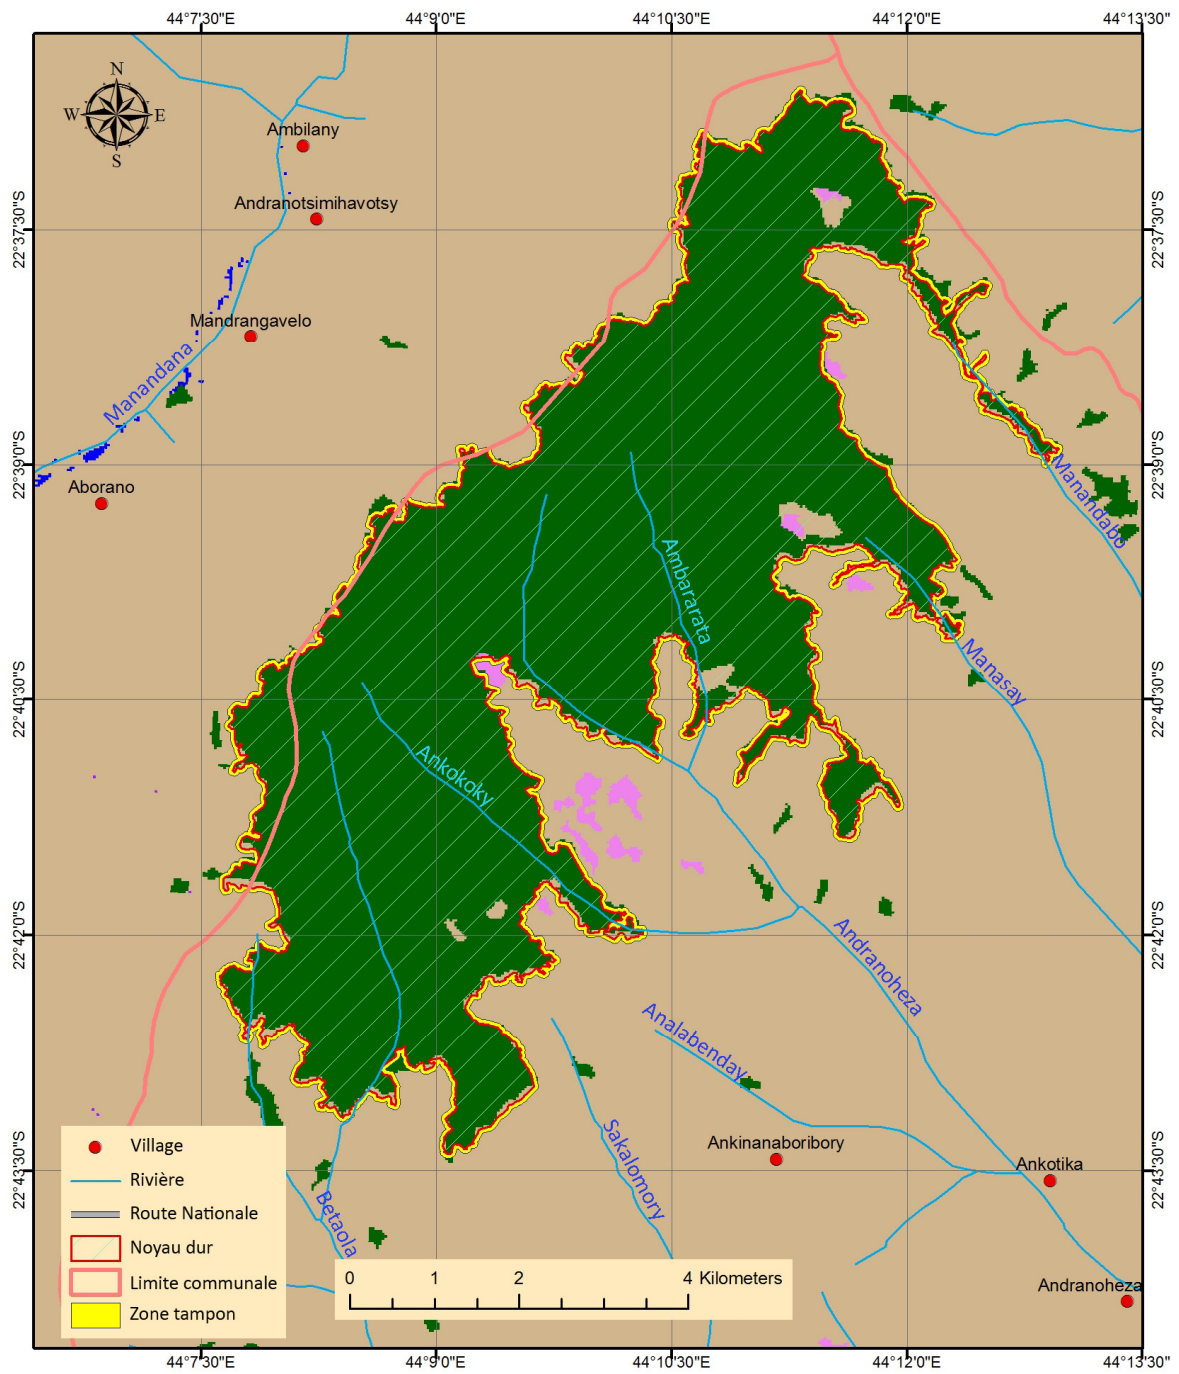 44°7'30"E
44°9'0"E
44°10'30"E
44°12'0"E
44°13'30"E
N
W
E
S
Ambilany
Andranotsimihavotsy
22°37'30"S
22°37'30"S
Mandrangavelo
Manandana
22°39'0"S
22°39'0"S
Aborano
Manandabo
Ambararata
Manasay
22°40'30"S
22°40'30"S
Ankokoky
22°42'0"S
22°42'0"S
Andranoheza
Analabenday
Sakalomory
Ankinanaboribory
Ankotika
22°43'30"S
22°43'30"S
Betaola
Andranoheza
Village
Rivière
Route Nationale
Noyau dur
Limite communale
Zone tampon
0 1 2 4 Kilometers
44°7'30"E
44°9'0"E
44°10'30"E
44°12'0"E
44°13'30"E